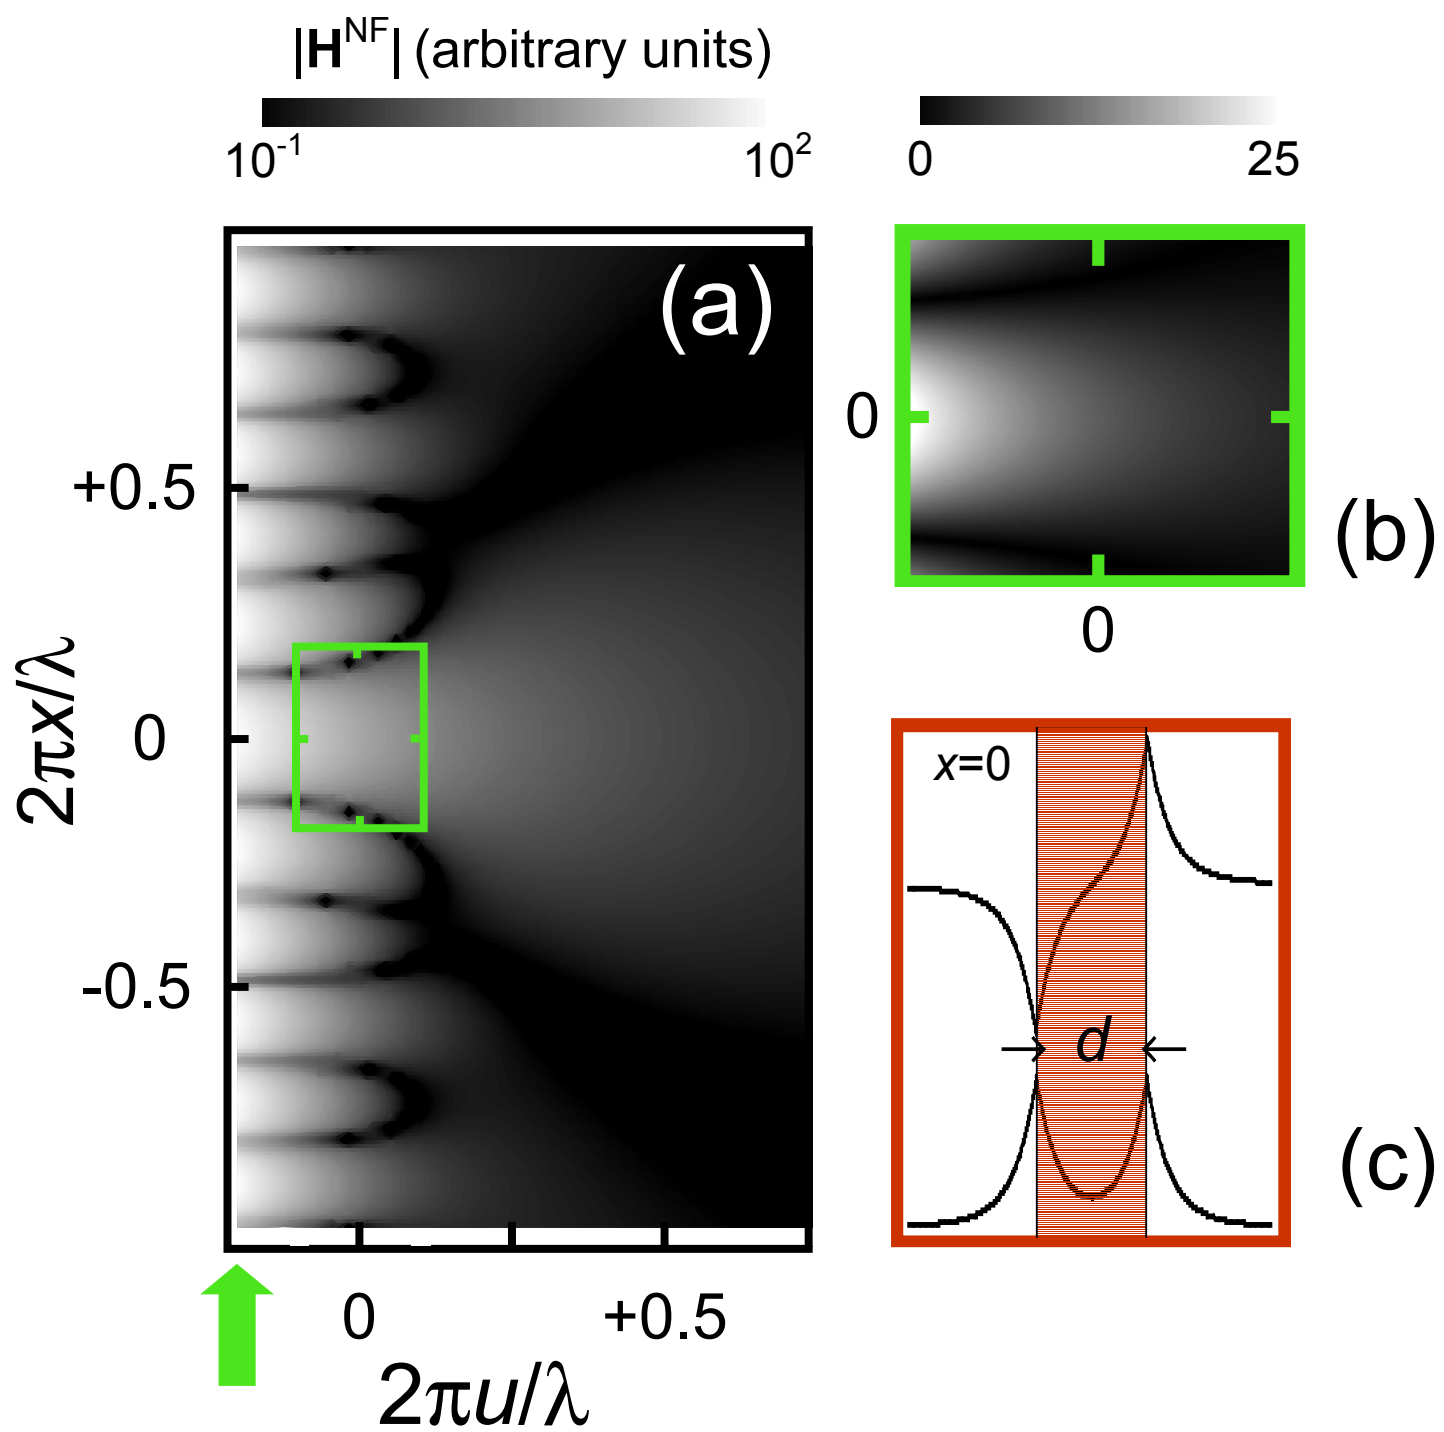 |H^NF| (arbitrary units)
10^-1 10^2
0 25
(a)
+0.5
0
-0.5
2πx/λ
0 +0.5
2πu/λ
0
0
(b)
x=0
d
(c)